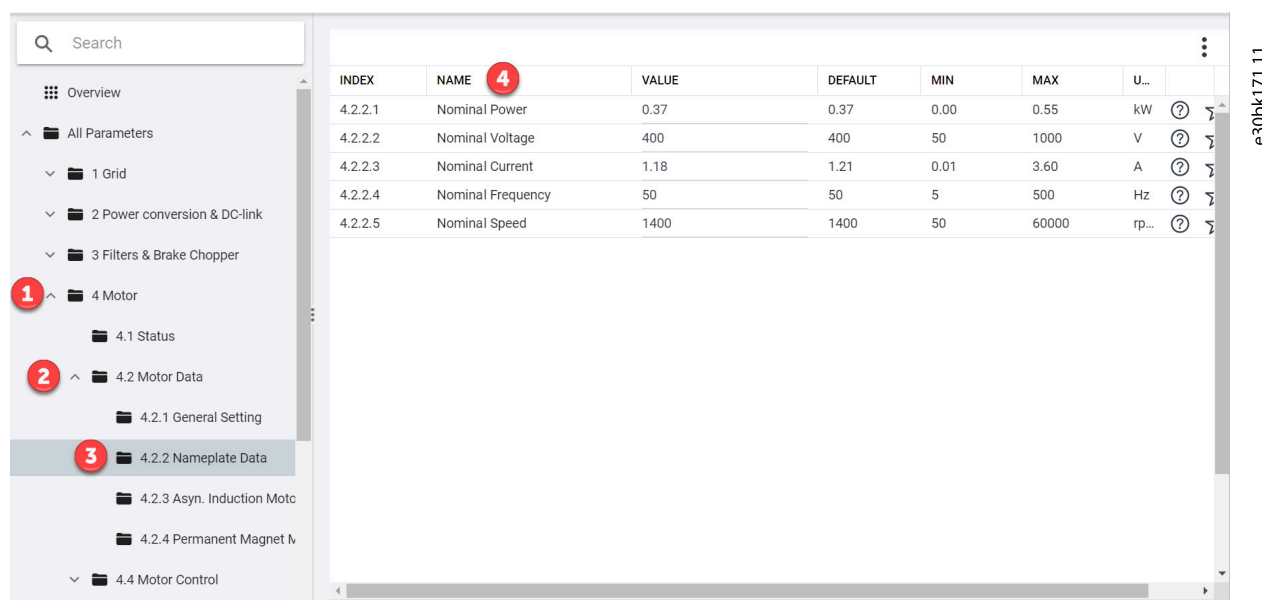 Search
Overview
All Parameters
1 Grid
2 Power conversion & DC-link
3 Filters & Brake Chopper
1
4 Motor
4.1 Status
2
4.2 Motor Data
4.2.1 General Setting
3
4.2.2 Nameplate Data
4.2.3 Asyn. Induction Moto
4.2.4 Permanent Magnet M
4.4 Motor Control
INDEX NAME 4 VALUE DEFAULT MIN MAX U...
4.2.2.1 Nominal Power 0.37 0.37 0.00 0.55 kW
4.2.2.2 Nominal Voltage 400 400 50 1000 V
4.2.2.3 Nominal Current 1.18 1.21 0.01 3.60 A
4.2.2.4 Nominal Frequency 50 50 5 500 Hz
4.2.2.5 Nominal Speed 1400 1400 50 60000 rp...
e30bk171.11